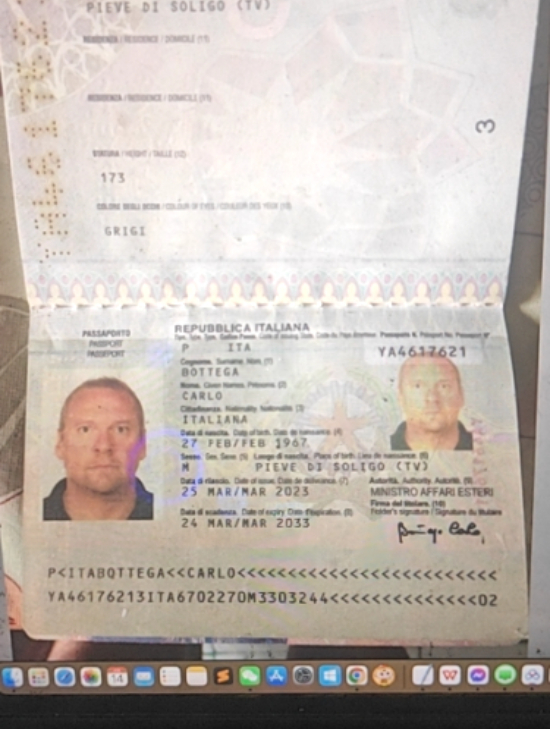 PIEVE DI SOLIGO (TV)
RESIDENZA / RESIDENCE / DOMICILE (11)
RESIDENZA / RESIDENCE / DOMICILE (11)
3
STATURA / HEIGHT / TAILLE (12)
173
COLORE DEGLI OCCHI / COLOUR OF EYES / COULEUR DES YEUX (13)
GRIGI
PASSAPORTO
PASSPORT
PASSEPORT
REPUBBLICA ITALIANA
P ITA YA4617621
Cognome. Surname. Nom. (1)
BOTTEGA
Nome. Given Names. Prénoms. (2)
CARLO
Cittadinanza. Nationality. Nationalité. (3)
ITALIANA
Data di nascita. Date of birth. Date de naissance. (4)
27 FEB/FEB 1967
Sesso. Sex. Sexe. (5) Luogo di nascita. Place of birth. Lieu de naissance. (6)
M PIEVE DI SOLIGO (TV)
Data di rilascio. Date of issue. Date de délivrance. (7) Autorità. Authority. Autorité. (9)
25 MAR/MAR 2023 MINISTRO AFFARI ESTERI
Data di scadenza. Date of expiry. Date d'expiration. (8) Firma del titolare. (10)
24 MAR/MAR 2033 Holder's signature / Signature du titulaire
P<ITABOTTEGA<<CARLO<<<<<<<<<<<<<<<<<<<<<<<<<
YA46176213ITA6702270M3303244<<<<<<<<<<<<<<02
14